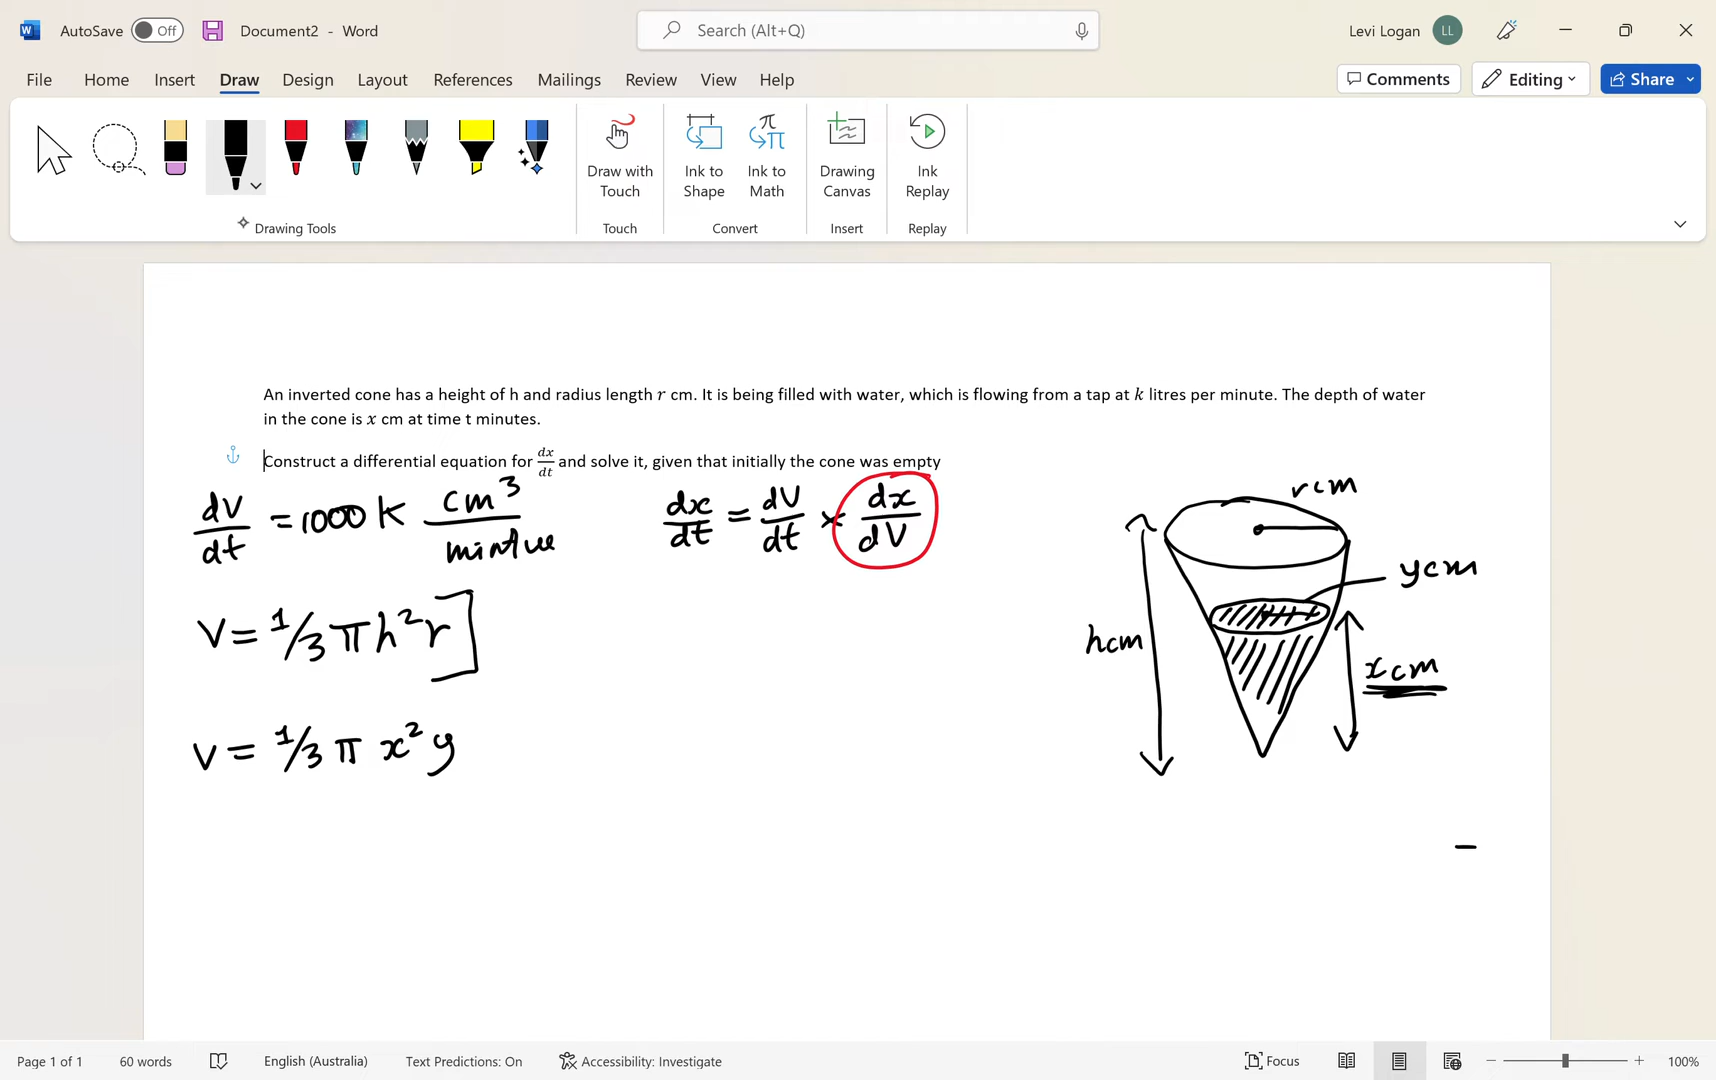 AutoSave Off Document2 - Word Search (Alt+Q) Levi Logan LL
File Home Insert Draw Design Layout References Mailings Review View Help Comments Editing Share
Draw with Touch
Ink to Shape
Ink to Math
Drawing Canvas
Ink Replay
Drawing Tools Touch Convert Insert Replay
An inverted cone has a height of h and radius length r cm. It is being filled with water, which is flowing from a tap at k litres per minute. The depth of water
in the cone is x cm at time t minutes.
Construct a differential equation for dx/dt and solve it, given that initially the cone was empty
dV/dt = 1000 K cm³/mintue
dx/dt = dV/dt × dx/dV
rcm
ycm
V = 1/3 π h² r
hcm
xcm
V = 1/3 π x² y
Page 1 of 1 60 words English (Australia) Text Predictions: On Accessibility: Investigate Focus 100%